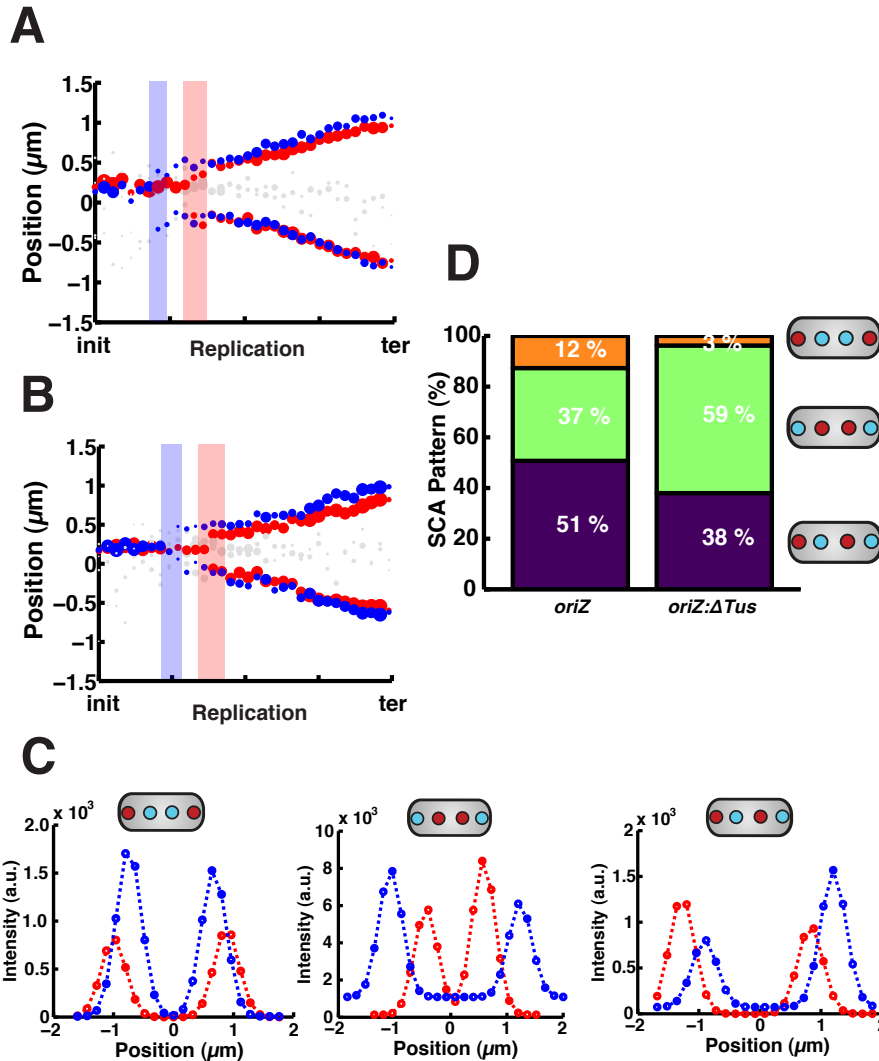 A
1.5
1
0.5
0
−0.5
−1
−1.5
Position (µm)
init
Replication
ter
B
1.5
1
0.5
0
−0.5
−1
−1.5
Position (µm)
init
Replication
ter
D
100
80
60
40
20
0
SCA Pattern (%)
12 %
37 %
51 %
3 %
59 %
38 %
oriZ
oriZ:ΔTus
C
x 10³
2.0
1.5
1.0
0.5
0
Intensity (a.u.)
−2 −1 0 1 2
Position (µm)
x 10³
10
8
6
4
2
0
Intensity (a.u.)
−2 −1 0 1 2
Position (µm)
x 10³
2
1.5
1.0
0.5
0
Intensity (a.u.)
−2 −1 0 1 2
Position (µm)